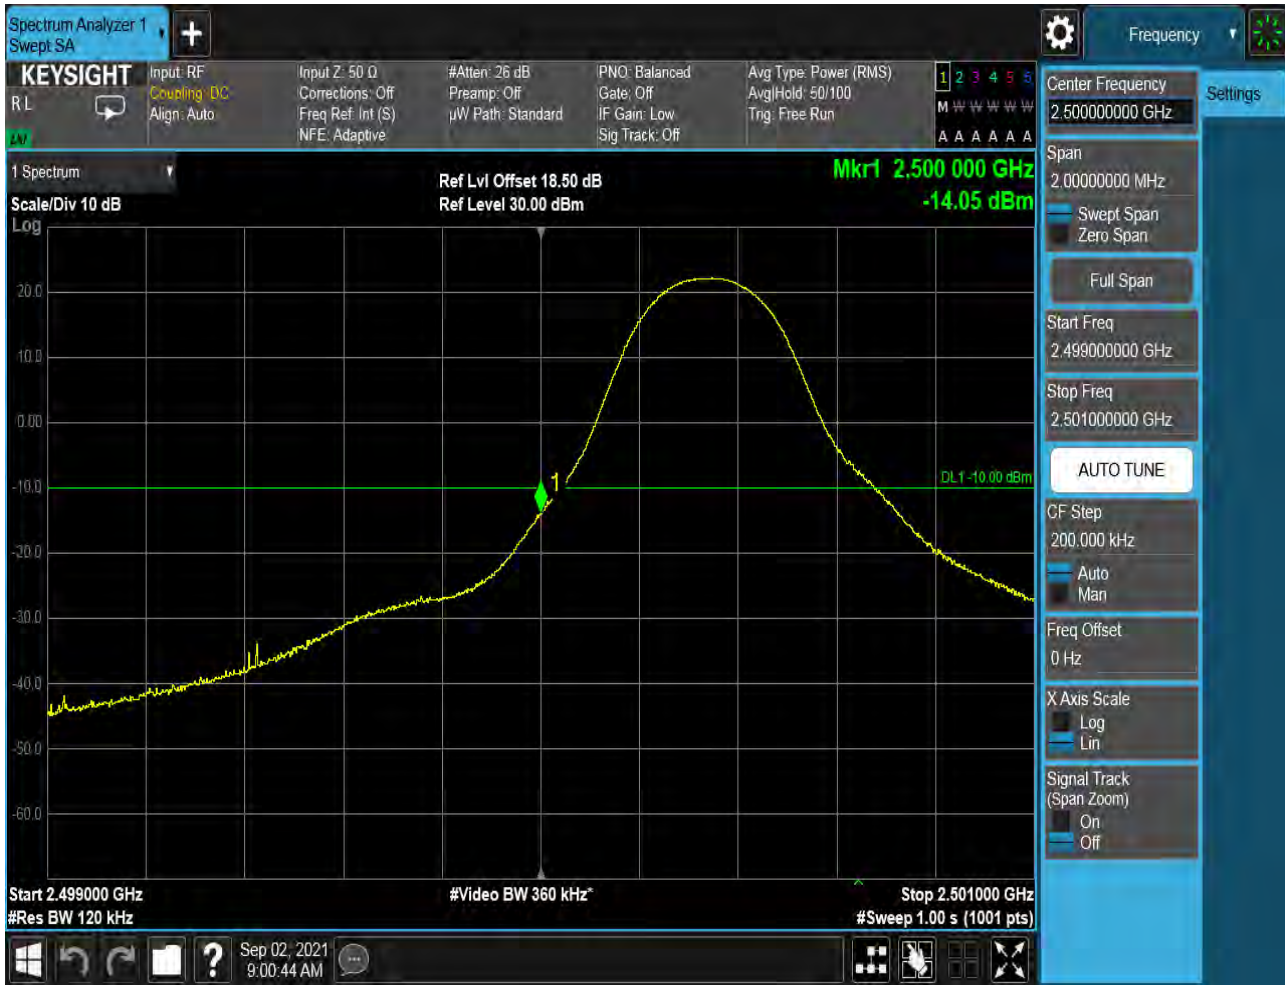 Spectrum Analyzer 1
Swept SA
Frequency
KEYSIGHT
R L
Input: RF
Coupling: DC
Align: Auto
Input Z: 50 Ω
Corrections: Off
Freq Ref: Int (S)
NFE: Adaptive
#Atten: 26 dB
Preamp: Off
µW Path: Standard
PNO: Balanced
Gate: Off
IF Gain: Low
Sig Track: Off
Avg Type: Power (RMS)
Avg|Hold: 50/100
Trig: Free Run
1 2 3 4 5 6
M W W W W W
A A A A A A
1 Spectrum
Scale/Div 10 dB
Log
Ref Lvl Offset 18.50 dB
Ref Level 30.00 dBm
Mkr1 2.500 000 GHz
-14.05 dBm
20.0
10.0
0.00
-10.0
-20.0
-30.0
-40.0
-50.0
-60.0
1
DL1 -10.00 dBm
Start 2.499000 GHz
#Res BW 120 kHz
#Video BW 360 kHz*
Stop 2.501000 GHz
#Sweep 1.00 s (1001 pts)
Sep 02, 2021
9:00:44 AM
?
Center Frequency
2.500000000 GHz
Settings
Span
2.00000000 MHz
Swept Span
Zero Span
Full Span
Start Freq
2.499000000 GHz
Stop Freq
2.501000000 GHz
AUTO TUNE
CF Step
200.000 kHz
Auto
Man
Freq Offset
0 Hz
X Axis Scale
Log
Lin
Signal Track
(Span Zoom)
On
Off